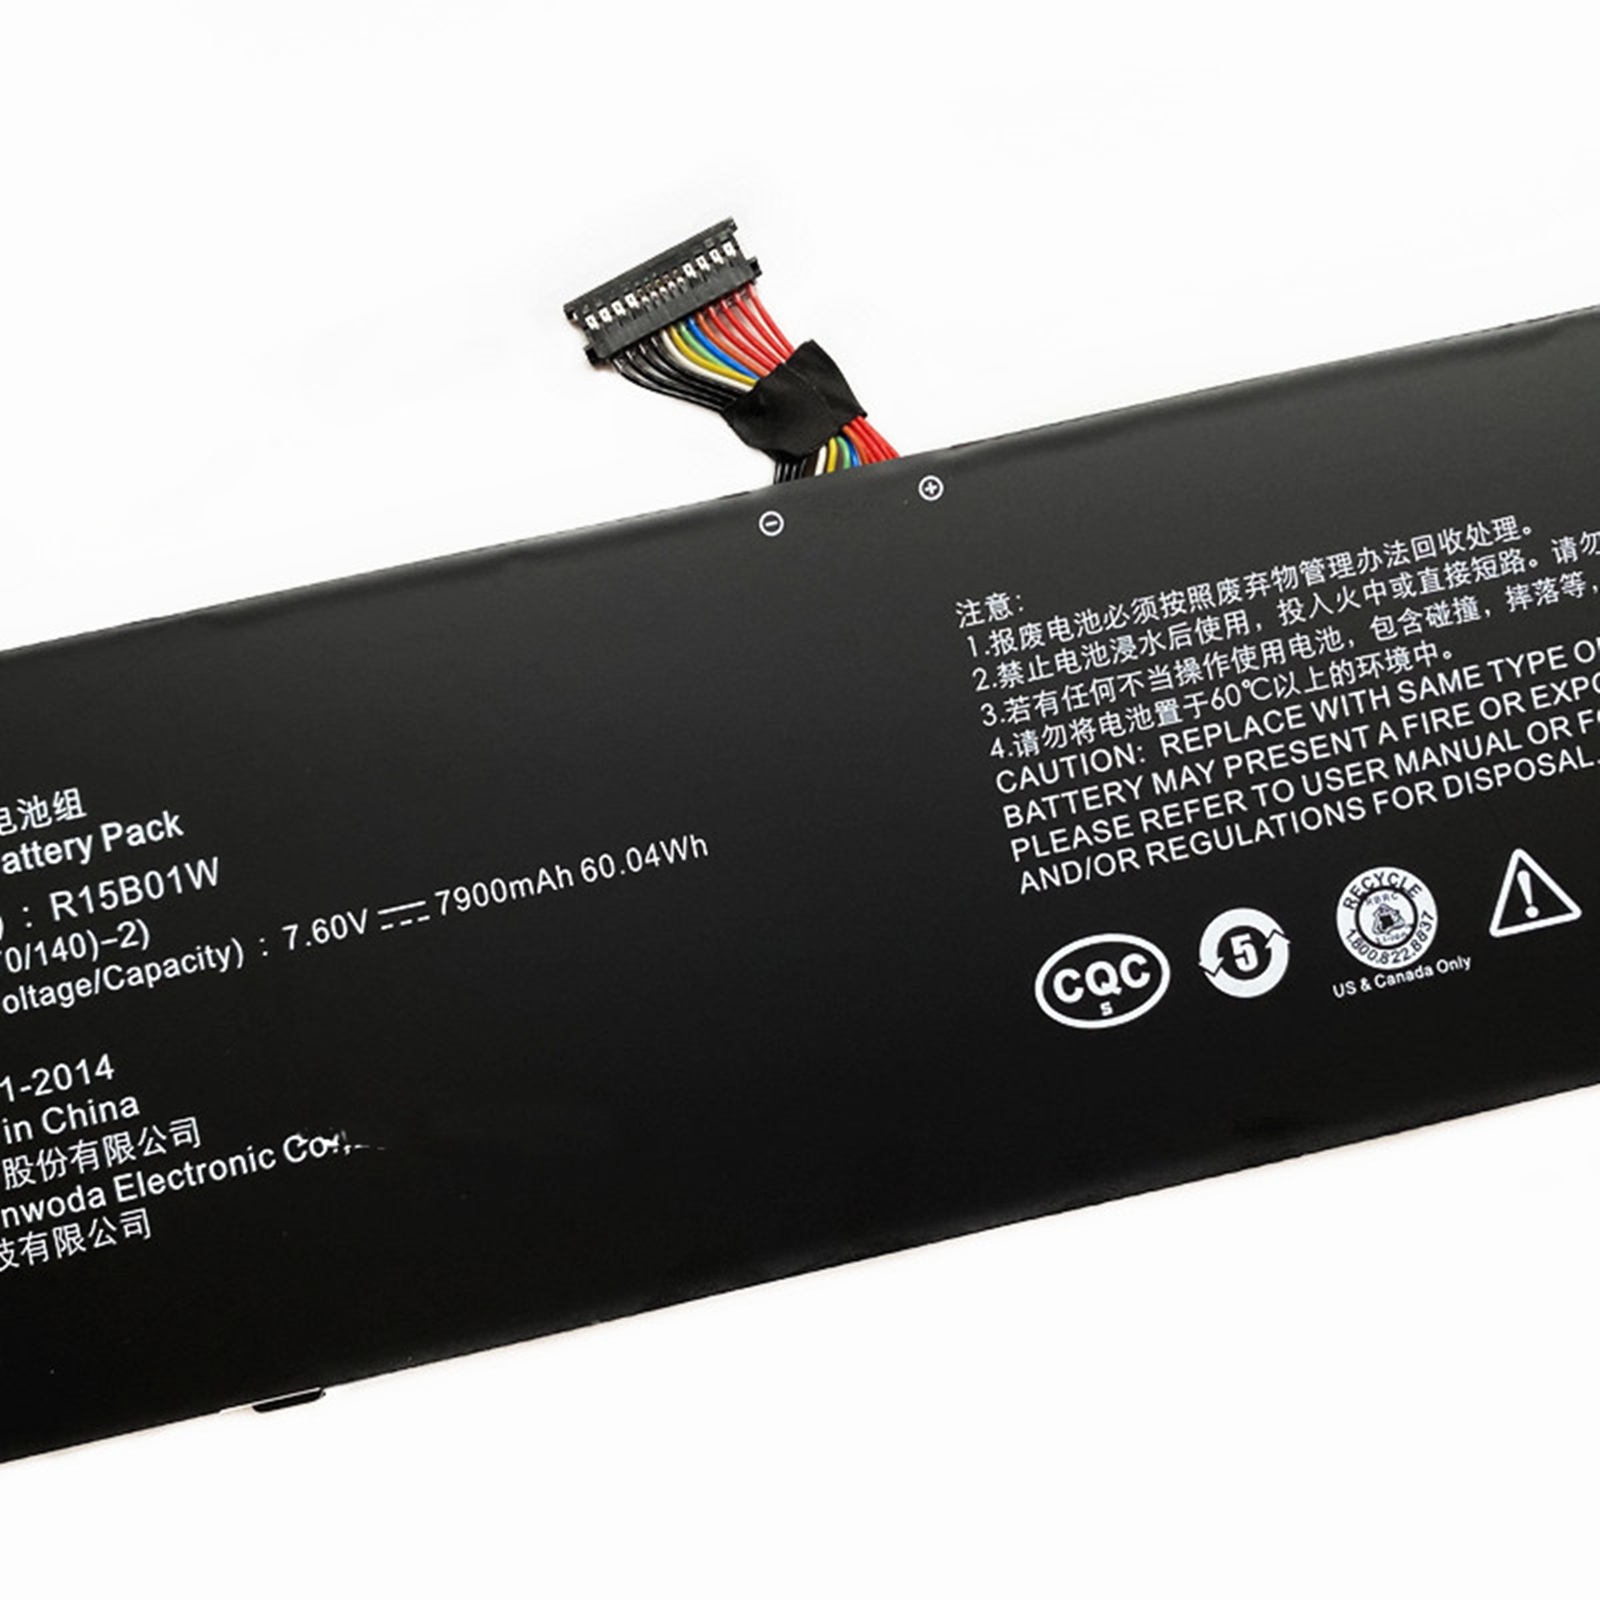 电池组
attery Pack
) : R15B01W
70/140)-2)
oltage/Capacity) : 7.60V 7900mAh 60.04Wh
1-2014
in China
股份有限公司
nwoda Electronic Co.,
技有限公司
注意:
1.报废电池必须按照废弃物管理办法回收处理。
2.禁止电池浸水后使用，投入火中或直接短路。请勿
3.若有任何不当操作使用电池，包含碰撞，摔落等，
4.请勿将电池置于60℃以上的环境中。
CAUTION: REPLACE WITH SAME TYPE O
BATTERY MAY PRESENT A FIRE OR EXPO
PLEASE REFER TO USER MANUAL OR FO
AND/OR REGULATIONS FOR DISPOSAL.
CQC
S
5
RECYCLE
1.800.822.8837
US & Canada Only